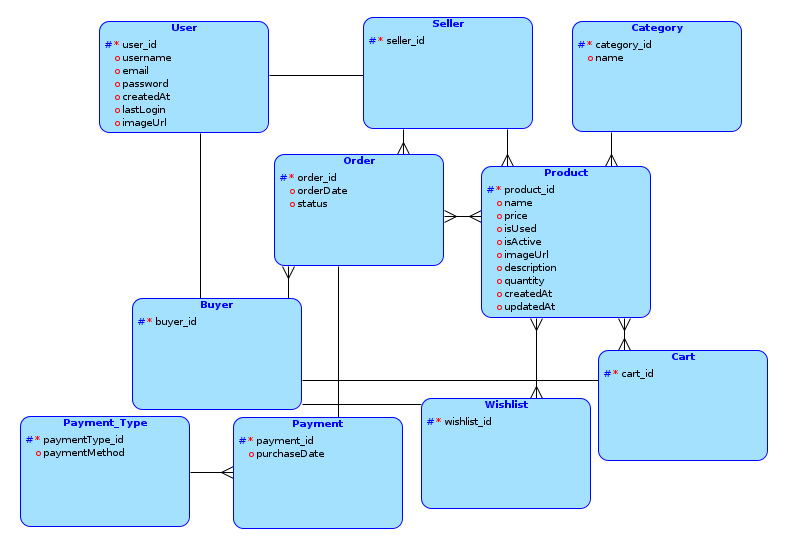 User
#* user_id
o username
o email
o password
o createdAt
o lastLogin
o imageUrl
Seller
#* seller_id
Category
#* category_id
o name
Order
#* order_id
o orderDate
o status
Product
#* product_id
o name
o price
o isUsed
o isActive
o imageUrl
o description
o quantity
o createdAt
o updatedAt
Buyer
#* buyer_id
Cart
#* cart_id
Wishlist
#* wishlist_id
Payment_Type
#* paymentType_id
o paymentMethod
Payment
#* payment_id
o purchaseDate